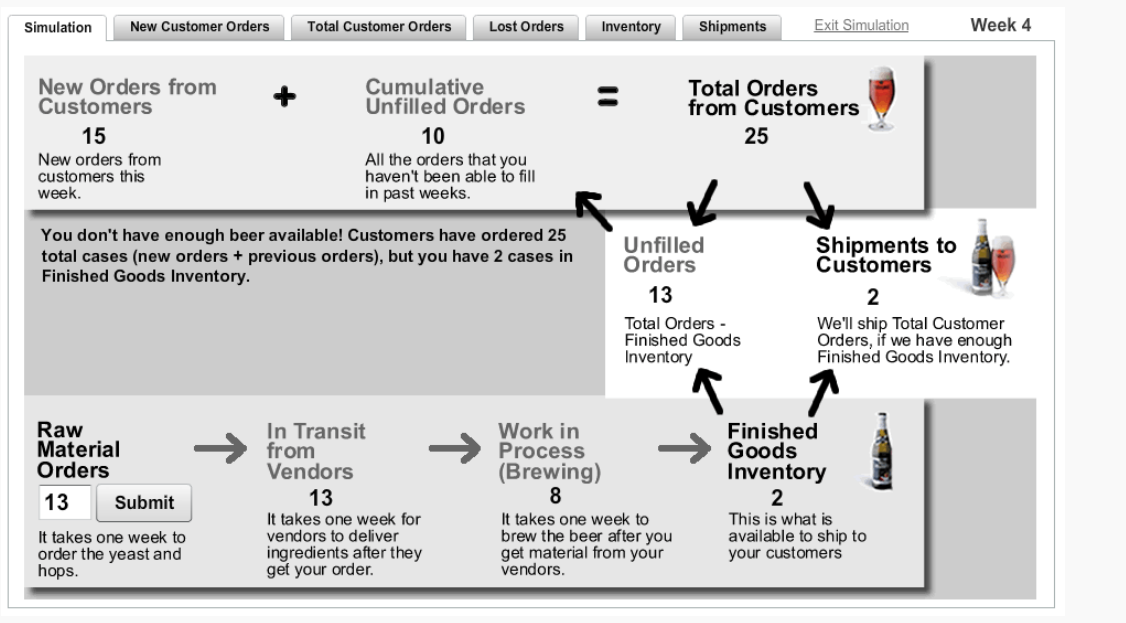 Simulation New Customer Orders Total Customer Orders Lost Orders Inventory Shipments Exit Simulation Week 4
New Orders from
Customers
15
New orders from
customers this
week.
+
Cumulative
Unfilled Orders
10
All the orders that you
haven't been able to fill
in past weeks.
=
Total Orders
from Customers
25
You don't have enough beer available! Customers have ordered 25
total cases (new orders + previous orders), but you have 2 cases in
Finished Goods Inventory.
Unfilled
Orders
13
Total Orders -
Finished Goods
Inventory
Shipments to
Customers
2
We'll ship Total Customer
Orders, if we have enough
Finished Goods Inventory.
Raw
Material
Orders
13 Submit
It takes one week to
order the yeast and
hops.
In Transit
from
Vendors
13
It takes one week for
vendors to deliver
ingredients after they
get your order.
Work in
Process
(Brewing)
8
It takes one week to
brew the beer after you
get material from your
vendors.
Finished
Goods
Inventory
2
This is what is
available to ship to
your customers